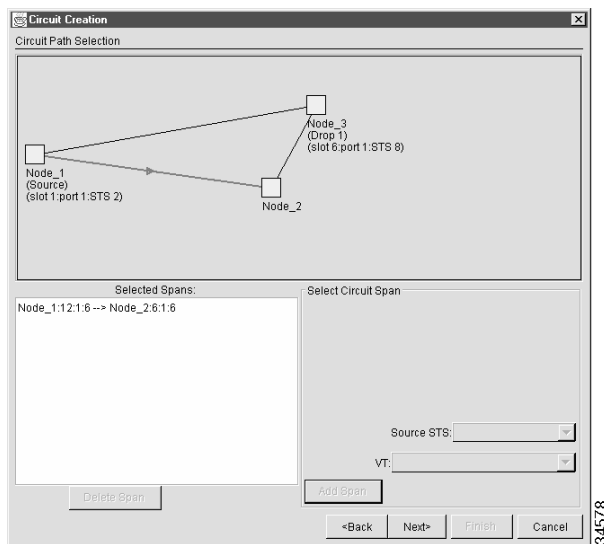 Circuit Creation
Circuit Path Selection
Node_3
(Drop 1)
(slot 6:port 1:STS 8)
Node_1
(Source)
(slot 1:port 1:STS 2)
Node_2
Selected Spans:
Node_1:12:1:6 --> Node_2:6:1:6
Delete Span
Select Circuit Span
Source STS:
VT:
Add Span
<Back
Next>
Finish
Cancel
34578